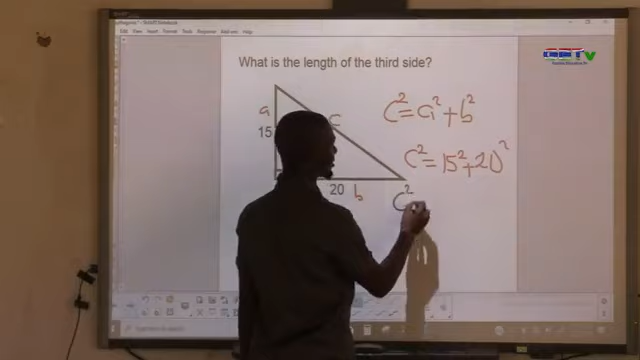 What is the length of the third side?
a
15
c
20 b
C² = a² + b²
C² = 15² + 20²
C²